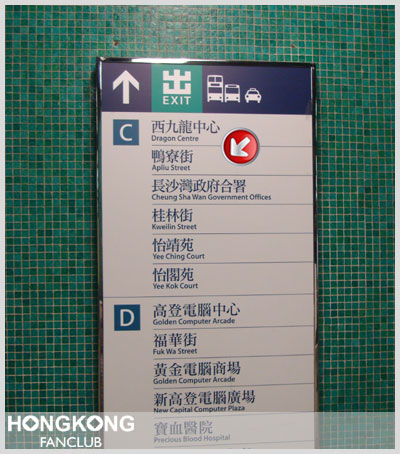 出
EXIT
C
西九龍中心
Dragon Centre
鴨寮街
Apliu Street
長沙灣政府合署
Cheung Sha Wan Government Offices
桂林街
Kweilin Street
怡靖苑
Yee Ching Court
怡閣苑
Yee Kok Court
D
高登電腦中心
Golden Computer Arcade
福華街
Fuk Wa Street
黃金電腦商場
Golden Computer Arcade
新高登電腦廣場
New Capital Computer Plaza
寶血醫院
Precious Blood Hospital
HONGKONG
FANCLUB